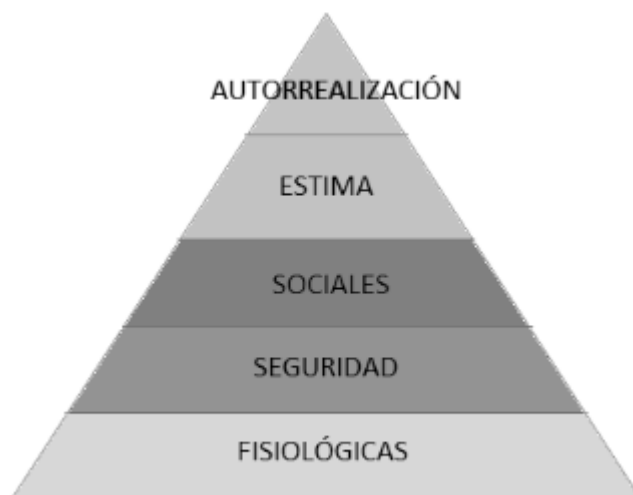 AUTORREALIZACIÓN
ESTIMA
SOCIALES
SEGURIDAD
FISIOLÓGICAS